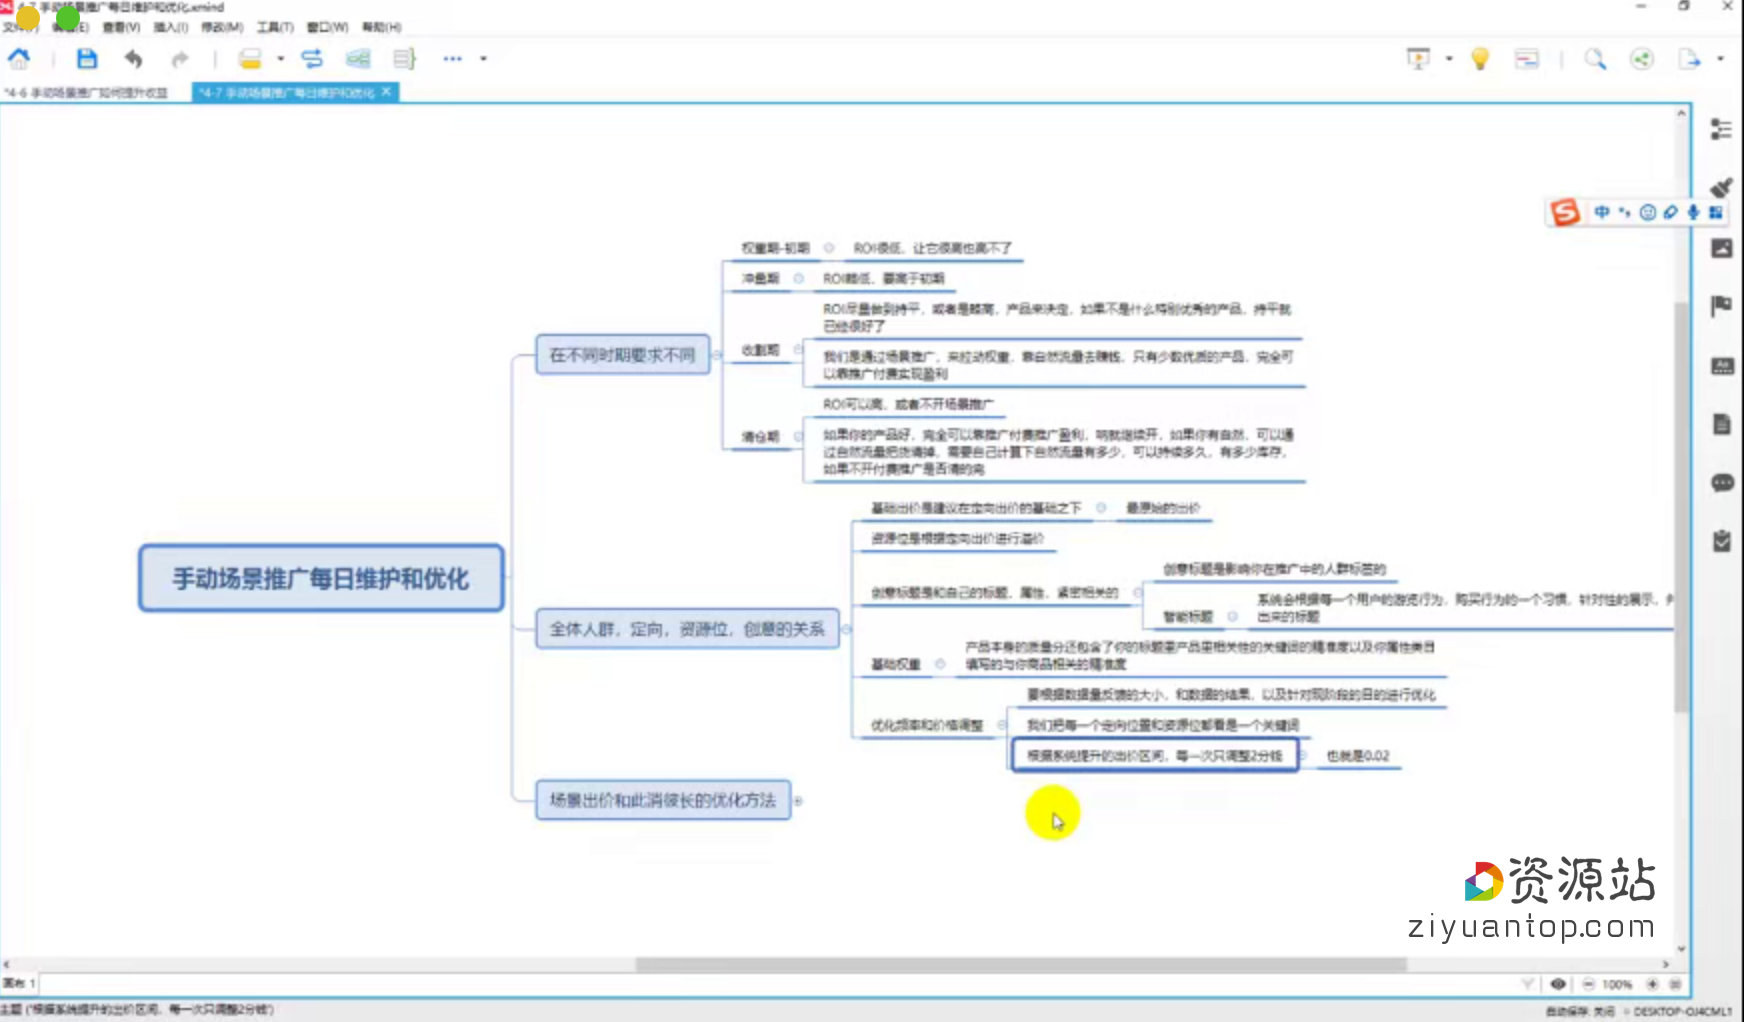 4-7 手动场景推广每日维护和优化.xmind
查看(V) 插入(I) 修改(M) 工具(T) 窗口(W) 帮助(H)
*4-6 手动场景推广如何提升收益
*4-7 手动场景推广每日维护和优化
中
权重期-初期
ROI很低，让它很高也高不了
冲量期
ROI略低，要高于初期
ROI尽量做到持平，或者是略高，产品来决定，如果不是什么特别优秀的产品，持平就
已经很好了
在不同时期要求不同
收割期
我们是通过场景推广，来拉动权重，靠自然流量去赚钱，只有少数优质的产品，完全可
以靠推广付费实现盈利
ROI可以高，或者不开场景推广
清仓期
如果你的产品好，完全可以靠推广付费推广盈利，哪就继续开，如果你有自然，可以通
过自然流量把货清掉，需要自己计算下自然流量有多少，可以持续多久，有多少库存，
如果不开付费推广是否清的完
基础出价是建议在定向出价的基础之下
最原始的出价
资源位是根据定向出价进行溢价
手动场景推广每日维护和优化
创意标题是影响你在推广中的人群标签的
创意标题是和自己的标题，属性，紧密相关的
系统会根据每一个用户的游览行为，购买行为的一个习惯，针对性的展示，
智能标题
出来的标题
全体人群，定向，资源位，创意的关系
产品本身的质量分还包含了你的标题里产品里相关性的关键词的精准度以及你属性类目
基础权重
填写的与你商品相关的精准度
要根据数据量反馈的大小，和数据的结果，以及针对现阶段的目的进行优化
优化频率和价格调整
我们把每一个定向位置和资源位都看是一个关键词
根据系统提升的出价区间，每一次只调整2分钱
也就是0.02
场景出价和此消彼长的优化方法
资源站
ziyuantop.com
画布 1
100%
主题 ("根据系统提升的出价区间，每一次只调整2分钱")
自动保存: 关闭
DESKTOP-OJ4CML1